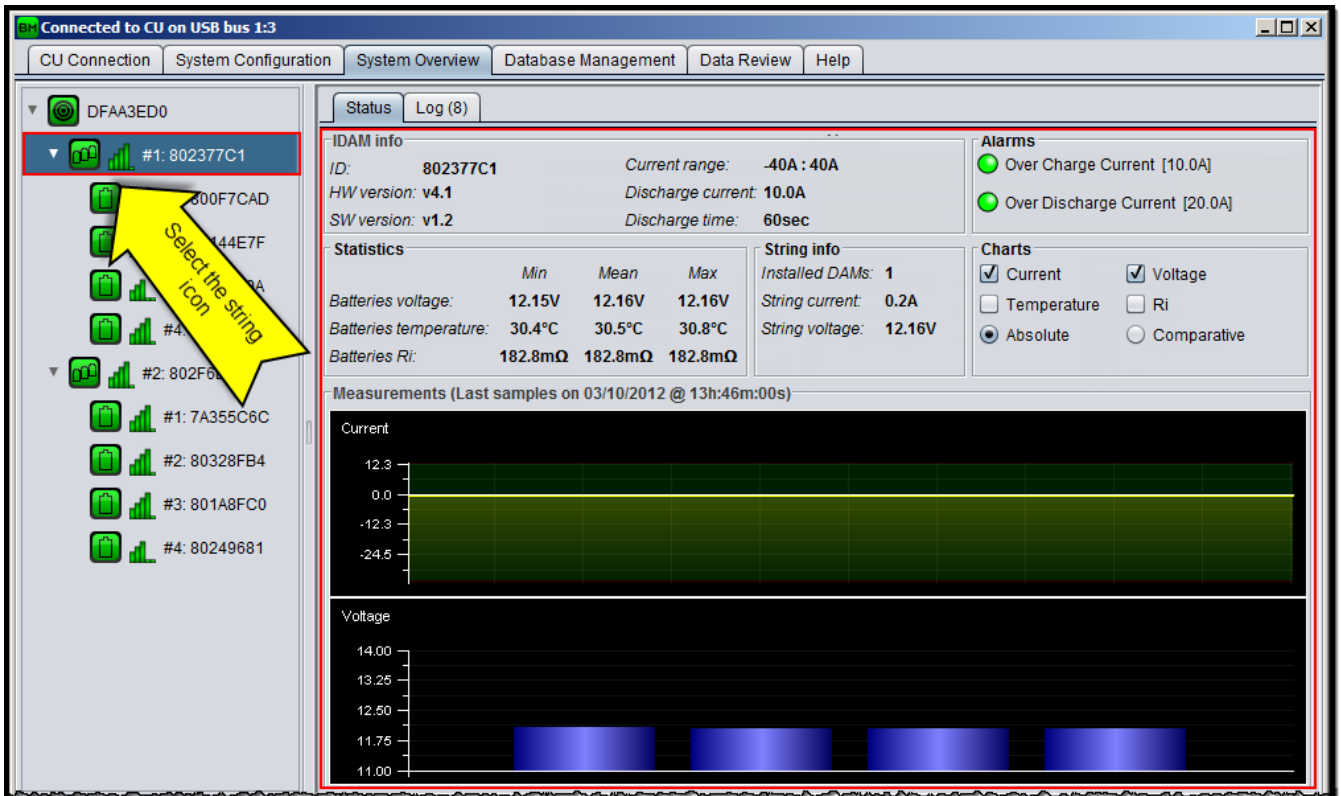 BM Connected to CU on USB bus 1:3
CU Connection System Configuration System Overview Database Management Data Review Help
DFAA3ED0
#1: 802377C1
800F7CAD
144E7F
#4:
#2: 802F6
#1: 7A355C6C
#2: 80328FB4
#3: 801A8FC0
#4: 80249681
Select the string
icon
Status Log (8)
IDAM info
ID: 802377C1 Current range: -40A : 40A
HW version: v4.1 Discharge current: 10.0A
SW version: v1.2 Discharge time: 60sec
Alarms
Over Charge Current [10.0A]
Over Discharge Current [20.0A]
Statistics
Min Mean Max
Batteries voltage: 12.15V 12.16V 12.16V
Batteries temperature: 30.4°C 30.5°C 30.8°C
Batteries Ri: 182.8mΩ 182.8mΩ 182.8mΩ
String info
Installed DAMs: 1
String current: 0.2A
String voltage: 12.16V
Charts
Current Voltage
Temperature Ri
Absolute Comparative
Measurements (Last samples on 03/10/2012 @ 13h:46m:00s)
Current
12.3
0.0
-12.3
-24.5
Voltage
14.00
13.25
12.50
11.75
11.00